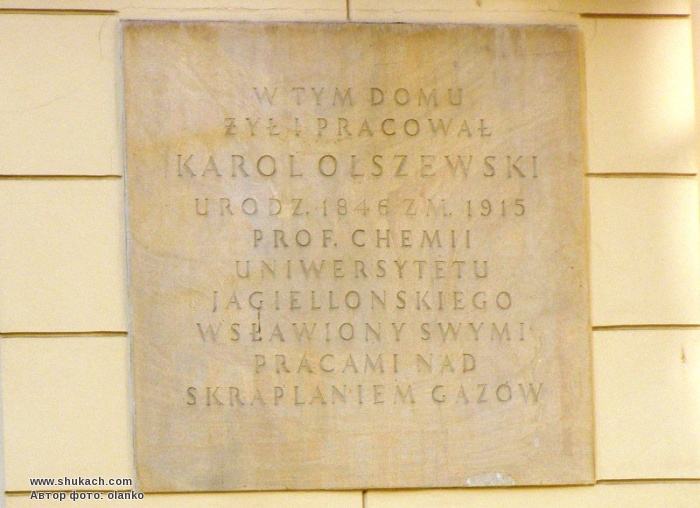 W TYM DOMU
ŻYŁ I PRACOWAŁ
KAROL OLSZEWSKI
URODZ. 1846 ZM. 1915
PROF. CHEMII
UNIWERSYTETU
JAGIELLONSKIEGO
WSŁAWIONY SWYMI
PRACAMI NAD
SKRAPLANIEM GAZÓW
www.shukach.com
Автор фото: olanko